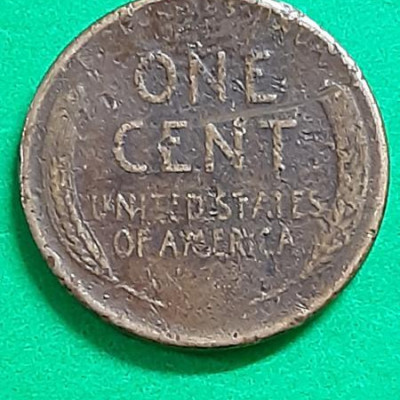 ONE
CENT
UNITED STATES
OF AMERICA